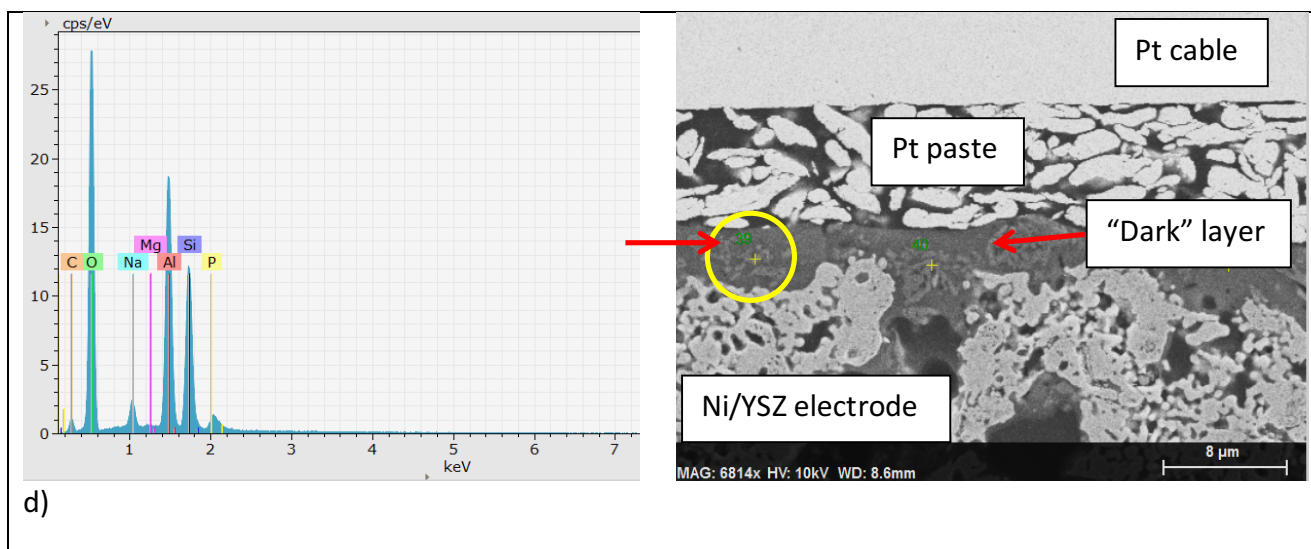 cps/eV
25
20
15
10
5
0
Mg Si
C O Na Al P
1 2 3 4 5 6 7
keV
Pt cable
Pt paste
“Dark” layer
40
Ni/YSZ electrode
MAG: 6814x HV: 10kV WD: 8.6mm
8 µm
d)